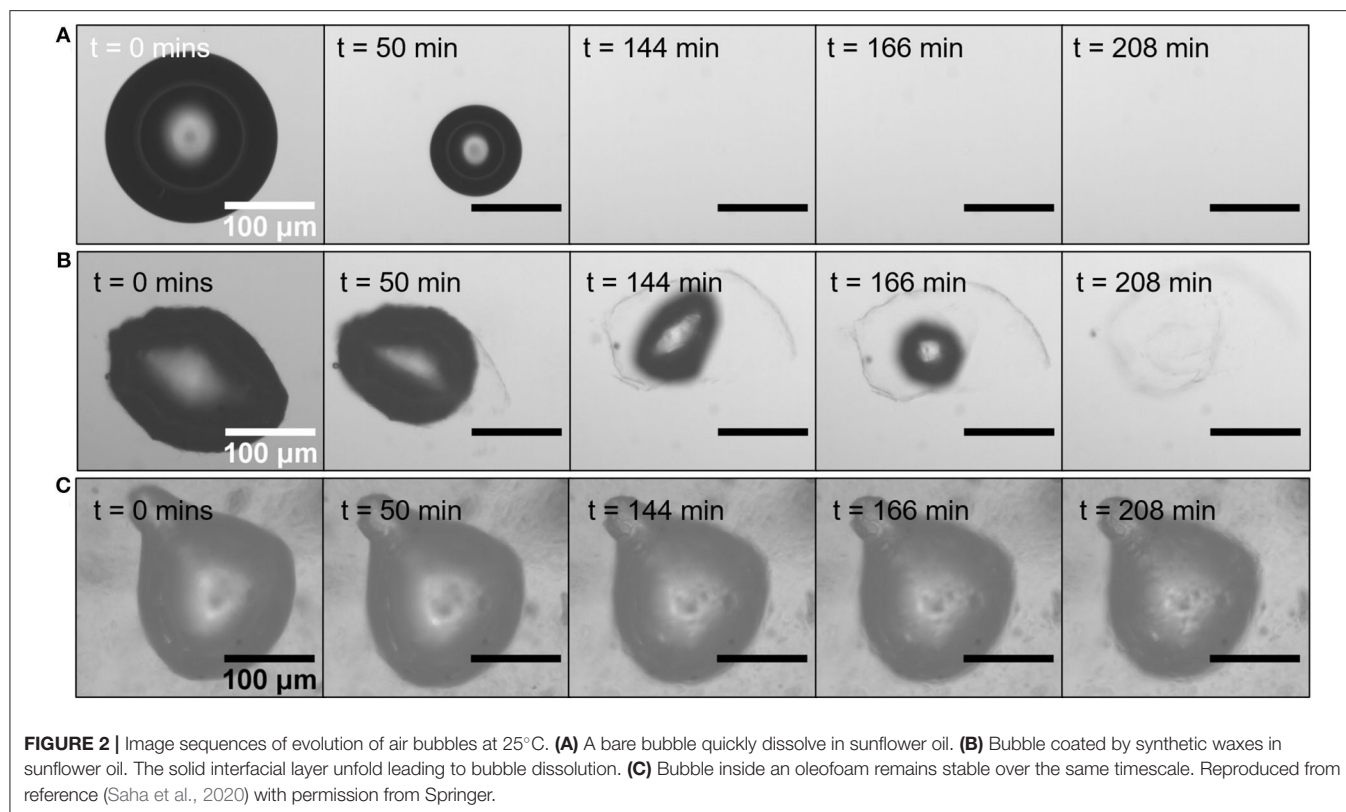 A
t = 0 mins
t = 50 min
t = 144 min
t = 166 min
t = 208 min
100 µm
B
t = 0 mins
t = 50 min
t = 144 min
t = 166 min
t = 208 min
100 µm
C
t = 0 mins
t = 50 min
t = 144 min
t = 166 min
t = 208 min
100 µm
FIGURE 2 | Image sequences of evolution of air bubbles at 25°C. (A) A bare bubble quickly dissolve in sunflower oil. (B) Bubble coated by synthetic waxes in
sunflower oil. The solid interfacial layer unfold leading to bubble dissolution. (C) Bubble inside an oleofoam remains stable over the same timescale. Reproduced from
reference (Saha et al., 2020) with permission from Springer.